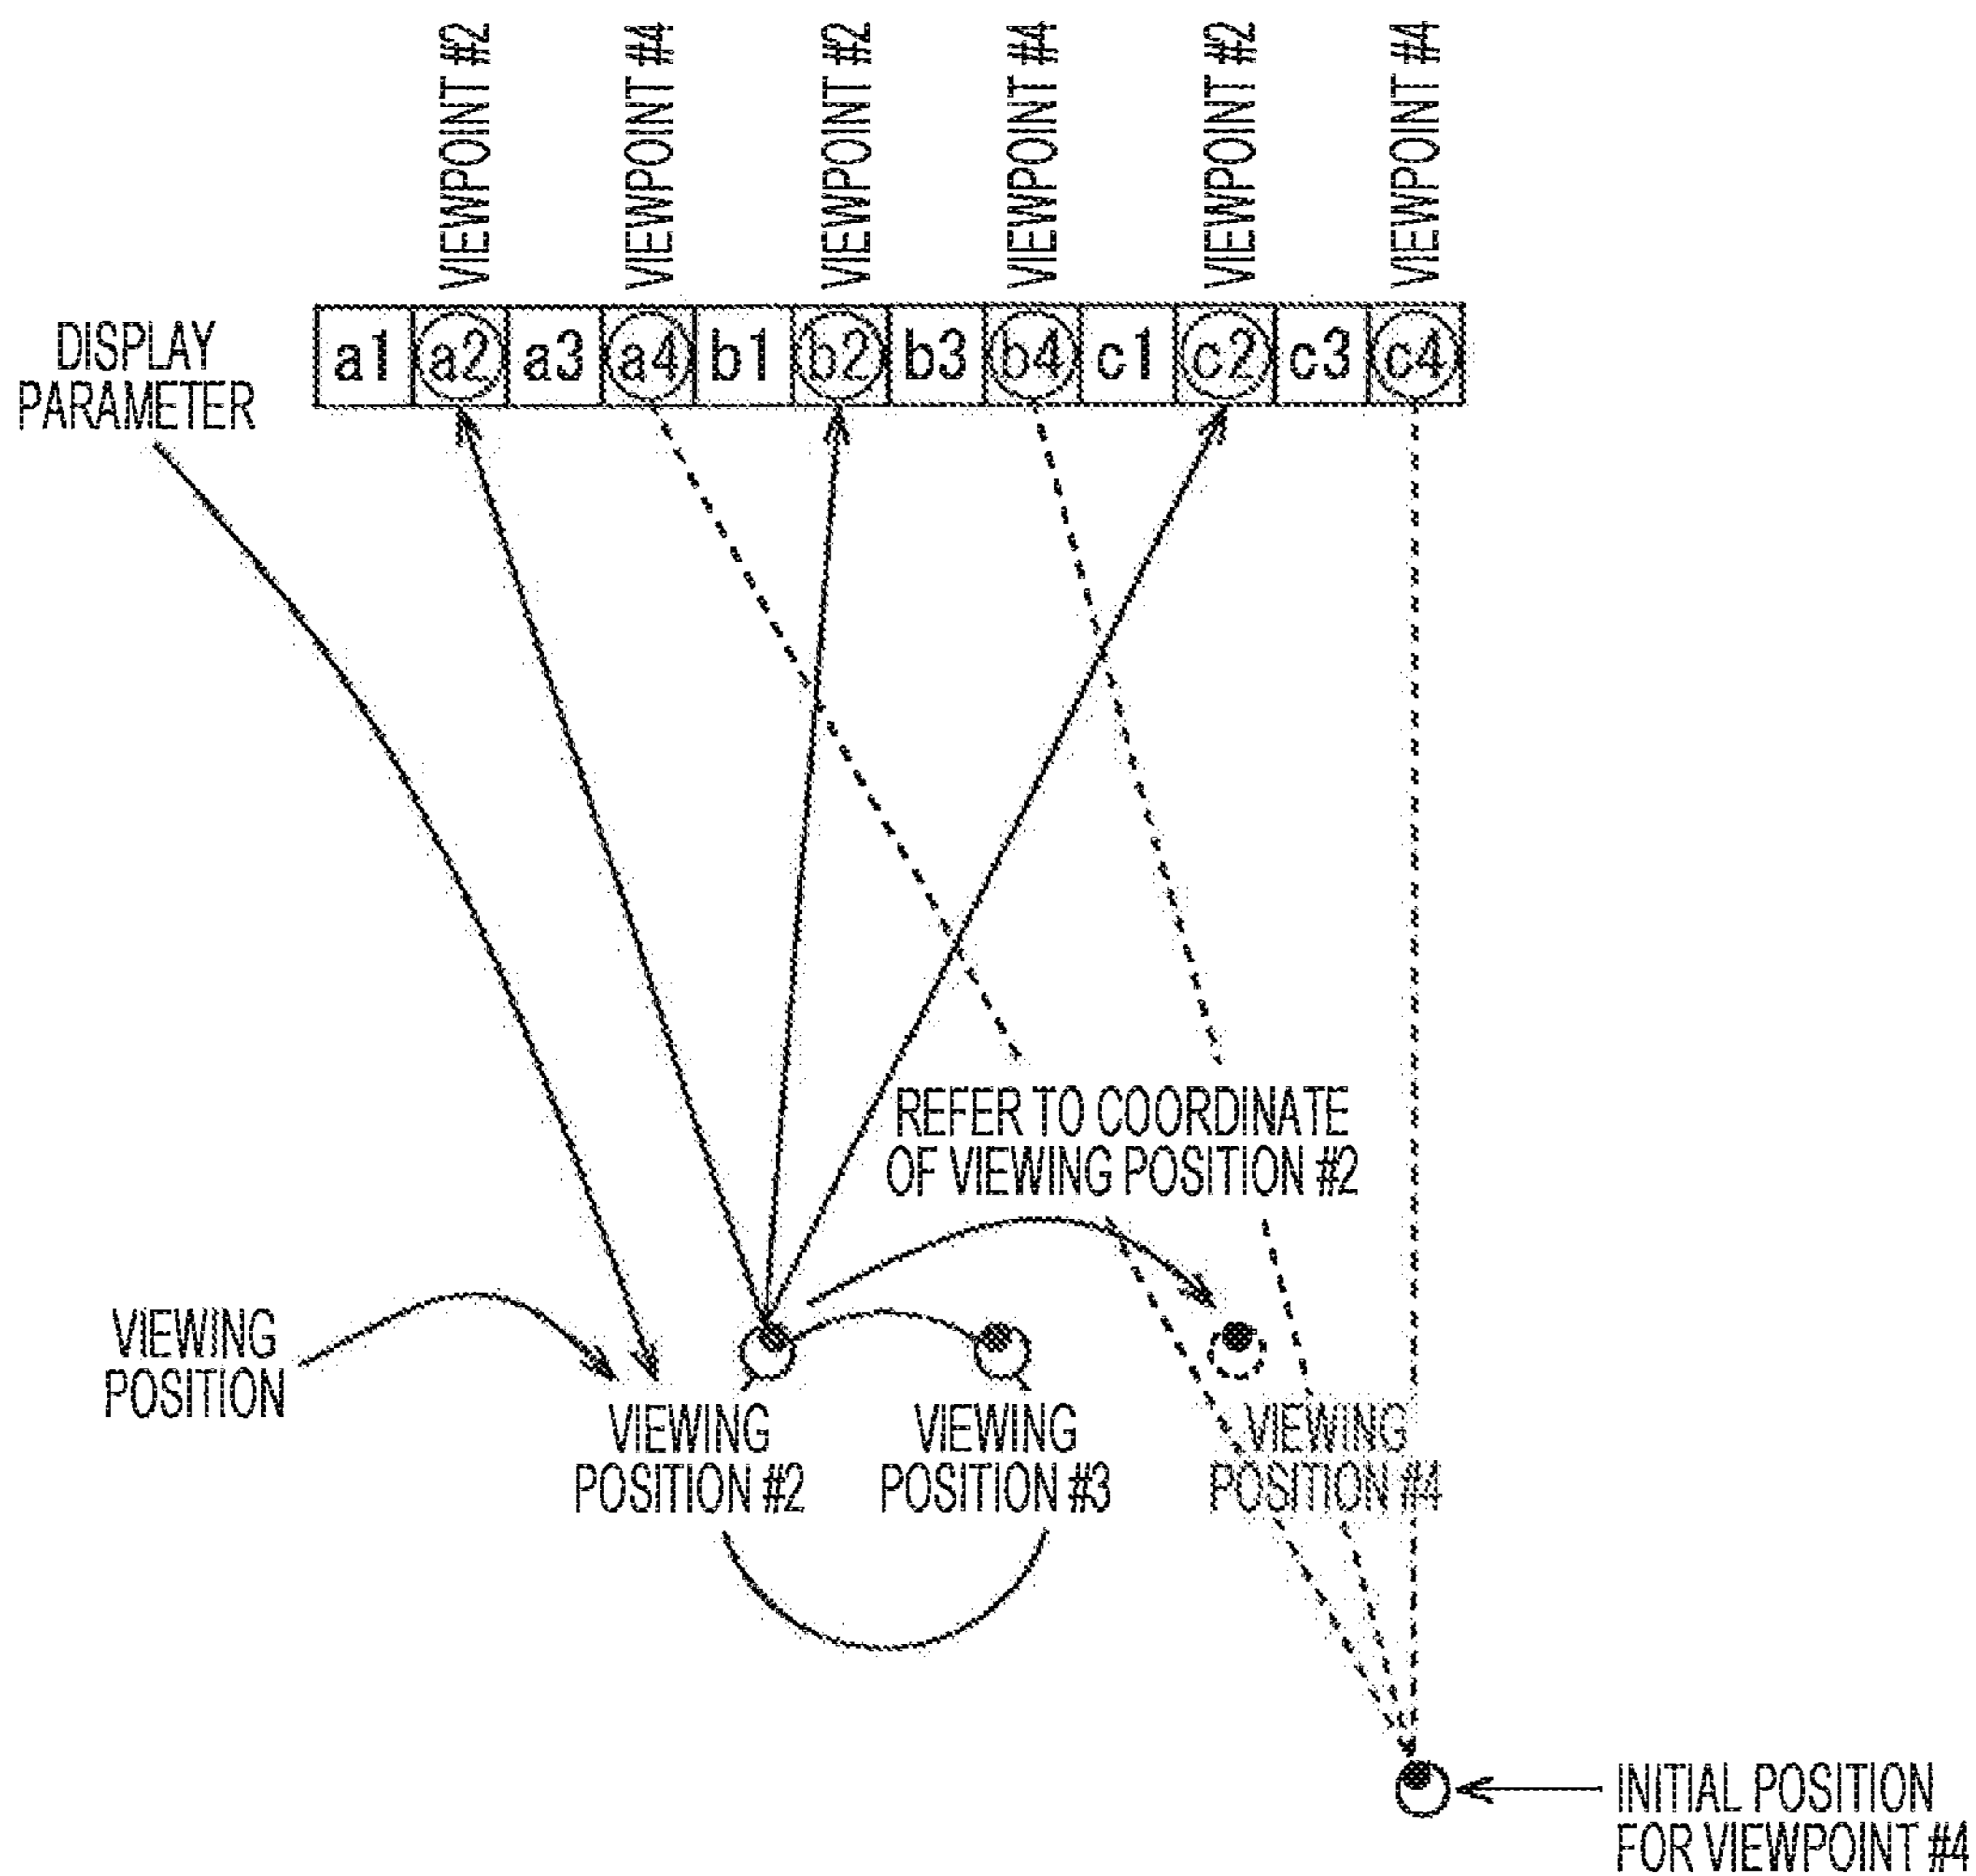 VIEWPOINT #2
VIEWPOINT #4
VIEWPOINT #2
VIEWPOINT #4
VIEWPOINT #2
VIEWPOINT #4
DISPLAY
PARAMETER
a1 a2 a3 a4 b1 b2 b3 b4 c1 c2 c3 c4
REFER TO COORDINATE
OF VIEWING POSITION #2
VIEWING
POSITION
VIEWING
POSITION #2
VIEWING
POSITION #3
VIEWING
POSITION #4
INITIAL POSITION
FOR VIEWPOINT #4